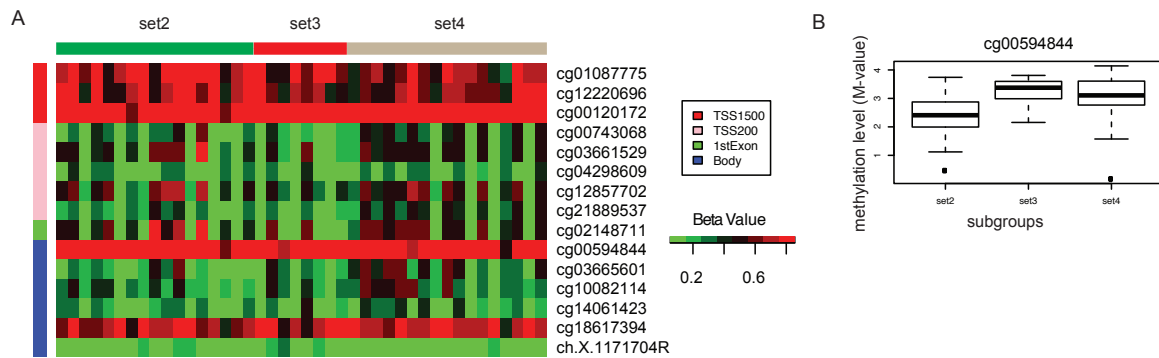 A
set2 set3 set4
cg01087775
cg12220696
cg00120172
cg00743068
cg03661529
cg04298609
cg12857702
cg21889537
cg02148711
cg00594844
cg03665601
cg10082114
cg14061423
cg18617394
ch.X.1171704R
TSS1500
TSS200
1stExon
Body
Beta Value
0.2 0.6
B
cg00594844
methylation level (M-value)
4
3
2
1
set2 set3 set4
subgroups